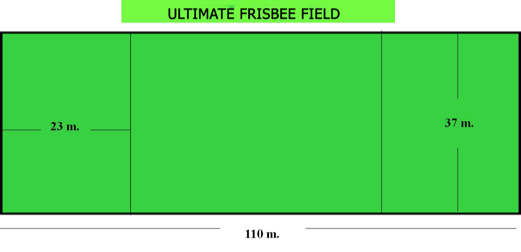 ULTIMATE FRISBEE FIELD
23 m.
37 m.
110 m.